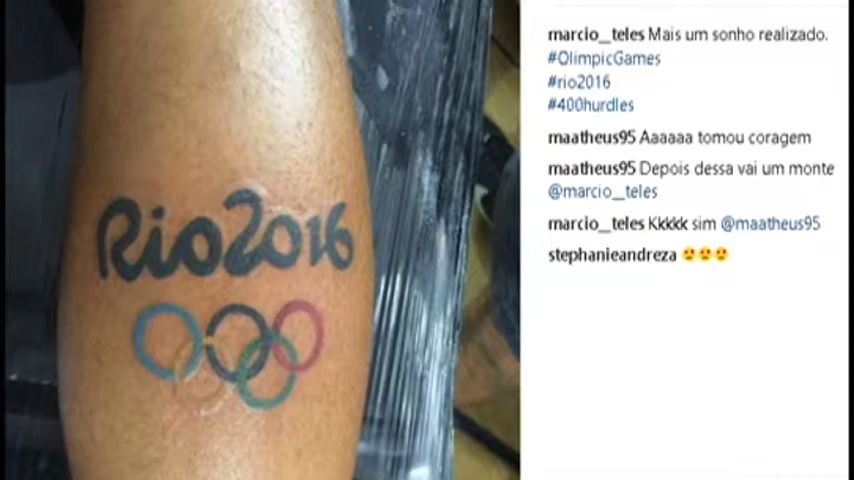 Rio2016
marcio_teles Mais um sonho realizado.
#OlimpicGames
#rio2016
#400hurdles
maatheus95 Aaaaaa tomou coragem
maatheus95 Depois dessa vai um monte
@marcio_teles
marcio_teles Kkkkk sim @maatheus95
stephanieandreza 😍😍😍